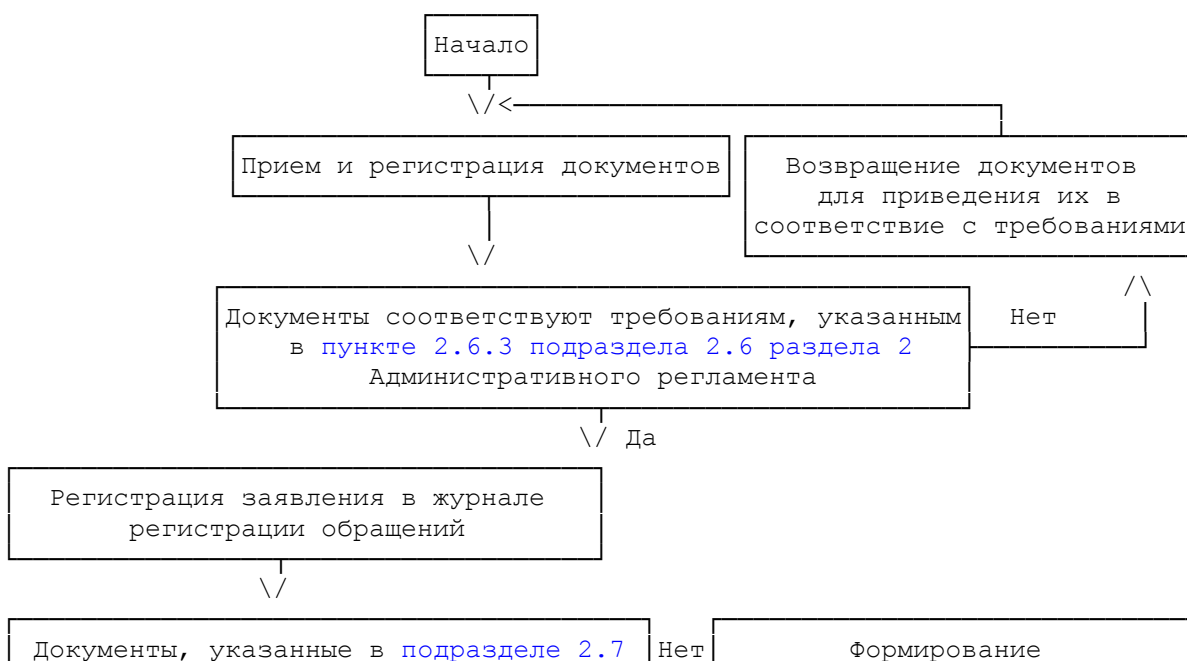 Начало
Прием и регистрация документов
Возвращение документов
для приведения их в
соответствие с требованиями
Документы соответствуют требованиям, указанным
в пункте 2.6.3 подраздела 2.6 раздела 2
Административного регламента
Нет
Да
Регистрация заявления в журнале
регистрации обращений
Документы, указанные в подразделе 2.7
Нет
Формирование